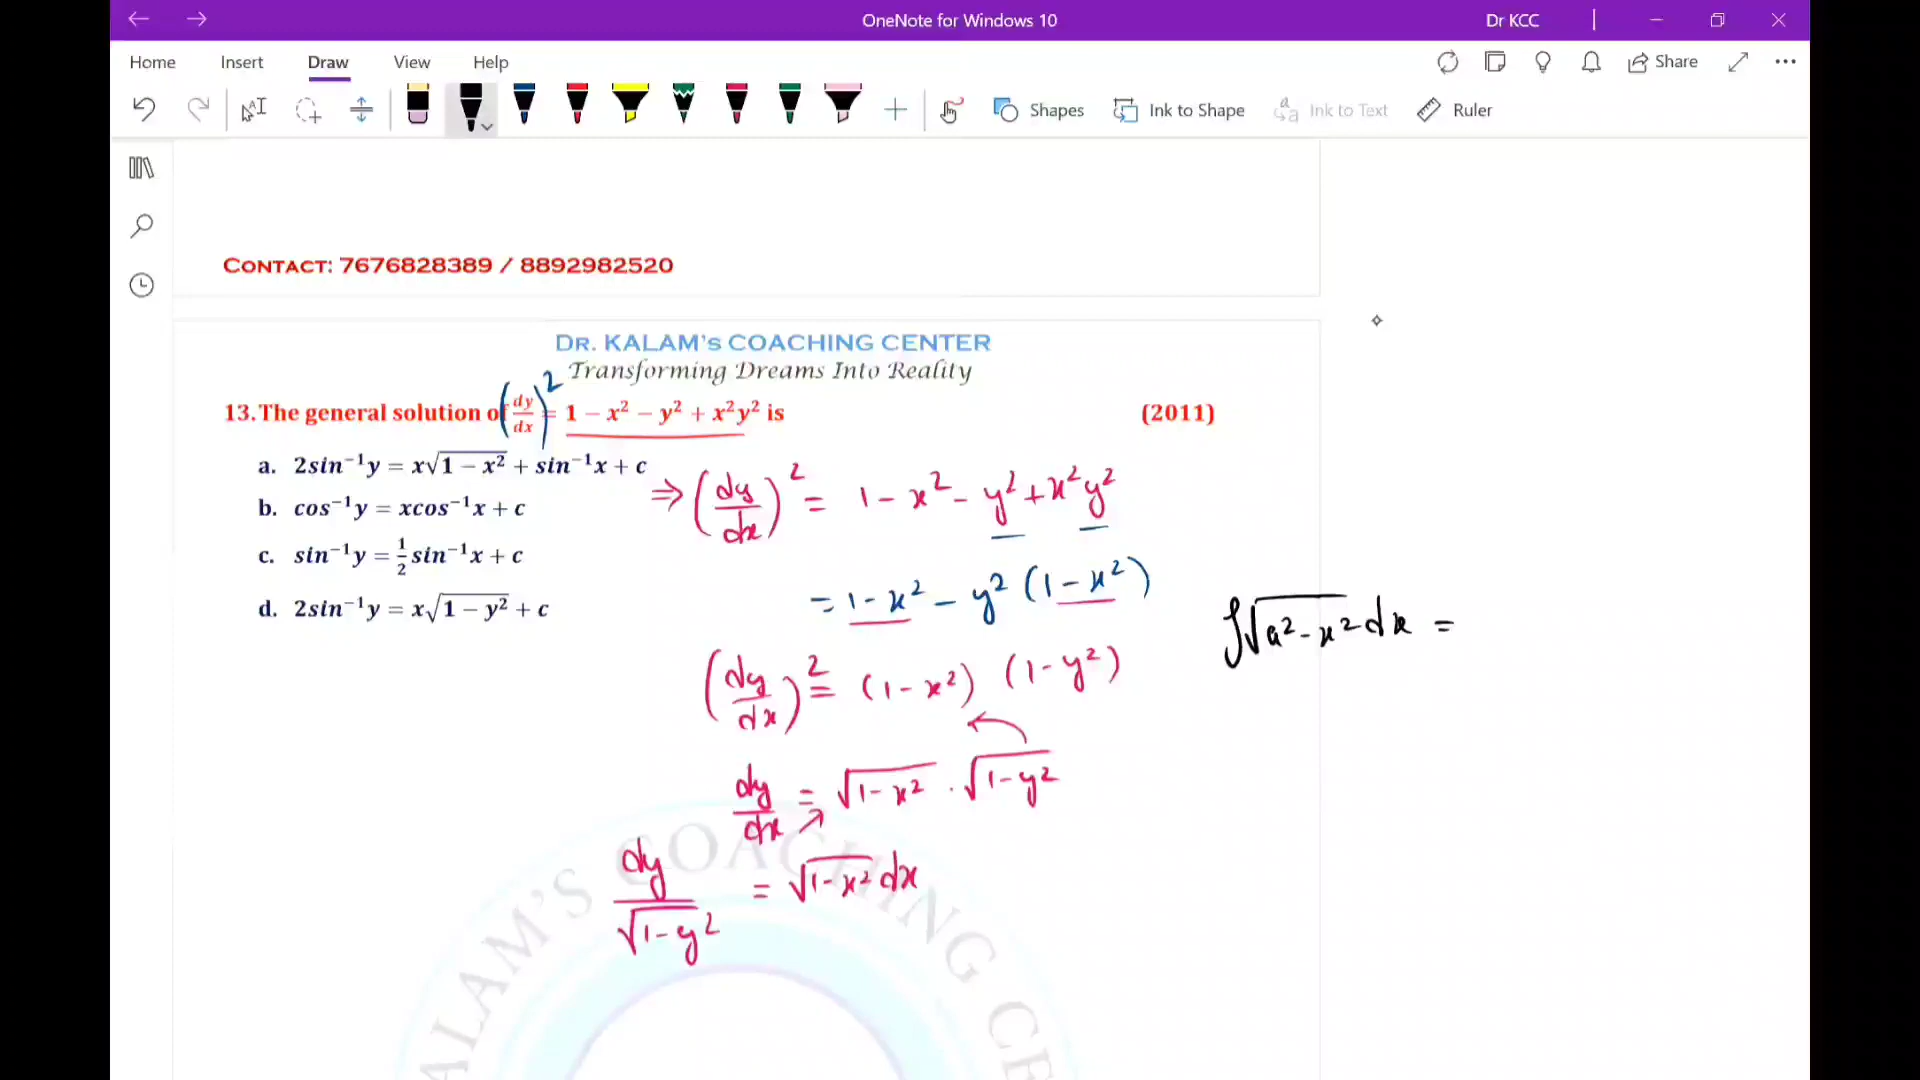 OneNote for Windows 10
Dr KCC
Home Insert Draw View Help
Share
Shapes Ink to Shape Ink to Text Ruler
CONTACT: 7676828389 / 8892982520
DR. KALAM's COACHING CENTER
Transforming Dreams Into Reality
13. The general solution of (dy/dx)² = 1 − x² − y² + x²y² is (2011)
a. 2sin⁻¹y = x√(1 − x²) + sin⁻¹x + c
b. cos⁻¹y = xcos⁻¹x + c
c. sin⁻¹y = 1/2 sin⁻¹x + c
d. 2sin⁻¹y = x√(1 − y²) + c
⇒ (dy/dx)² = 1 - x² - y² + x²y²
= 1 - x² - y² (1 - x²)
(dy/dx)² = (1 - x²) (1 - y²)
dy/dx = √(1 - x²) . √(1 - y²)
dy/√(1 - y²) = √(1 - x²) dx
∫√(a² - x²) dx =
ALAM'S COACHING CE